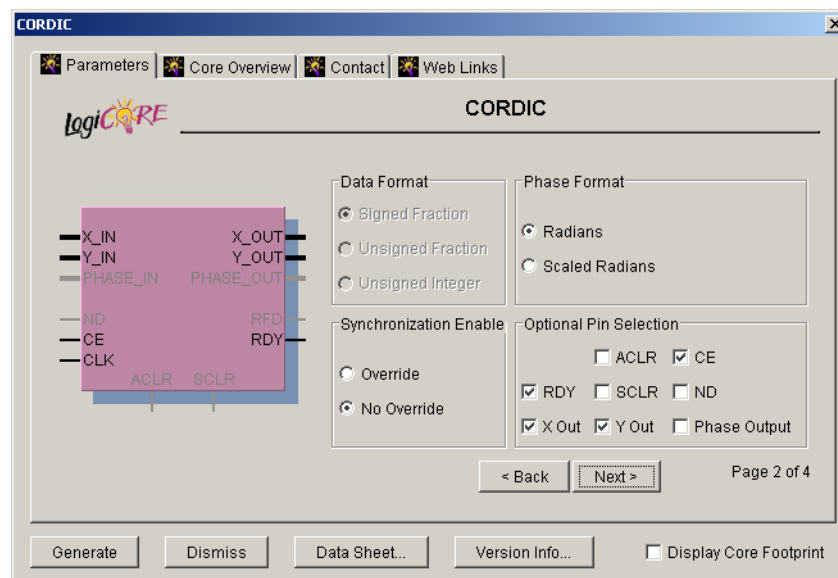 CORDIC
Parameters Core Overview Contact Web Links
LogiCORE
CORDIC
Data Format
Signed Fraction
Unsigned Fraction
Unsigned Integer
Phase Format
Radians
Scaled Radians
X_IN X_OUT
Y_IN Y_OUT
PHASE_IN PHASE_OUT
ND RFD
CE RDY
CLK
ACLR SCLR
Synchronization Enable
Override
No Override
Optional Pin Selection
ACLR CE
RDY SCLR ND
X Out Y Out Phase Output
< Back Next > Page 2 of 4
Generate Dismiss Data Sheet... Version Info... Display Core Footprint